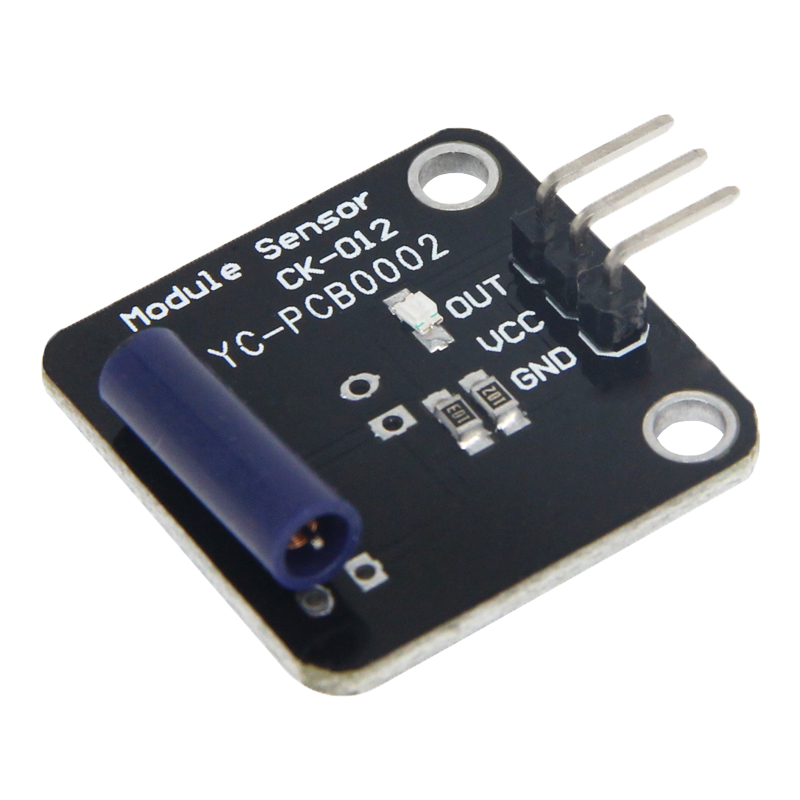 Module Sensor
CK-012
YC-PCB0002
OUT
VCC
GND
103
102